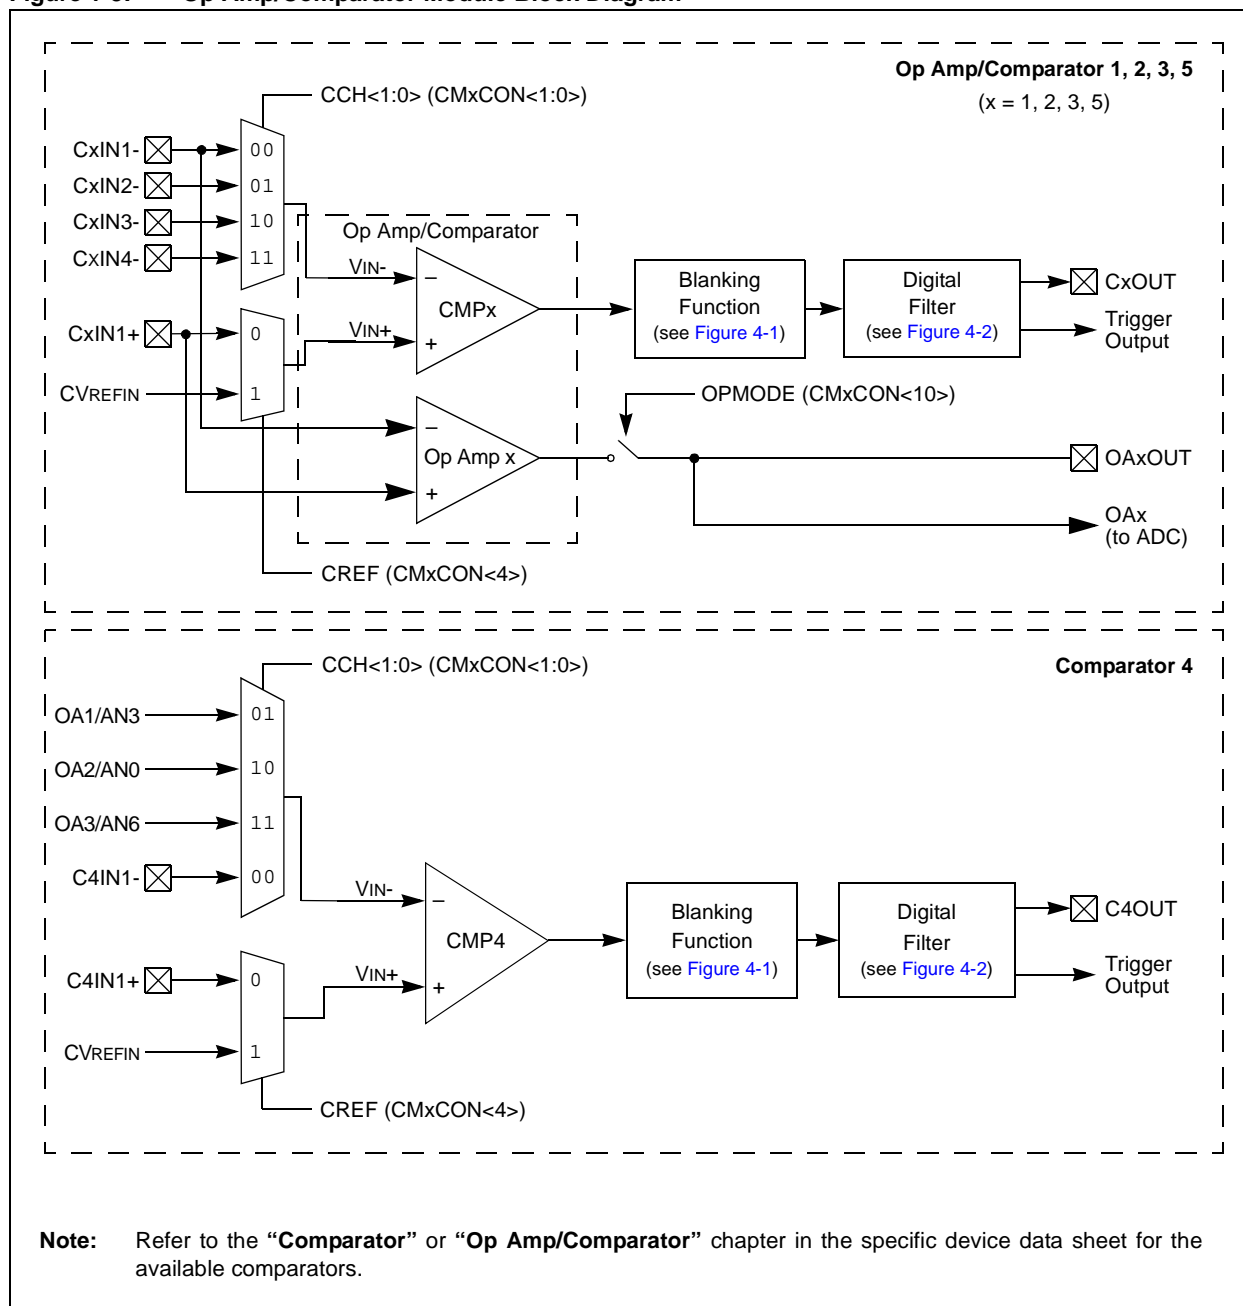 Op Amp/Comparator 1, 2, 3, 5
(x = 1, 2, 3, 5)
CCH<1:0> (CMxCON<1:0>)
CxIN1-
00
CxIN2-
01
CxIN3-
10
CxIN4-
11
Op Amp/Comparator
VIN-
–
CMPx
VIN+
+
CxIN1+
0
CVREFIN
1
Blanking
Function
(see Figure 4-1)
Digital
Filter
(see Figure 4-2)
CxOUT
Trigger
Output
OPMODE (CMxCON<10>)
–
Op Amp x
+
OAxOUT
OAx
(to ADC)
CREF (CMxCON<4>)
CCH<1:0> (CMxCON<1:0>)
Comparator 4
OA1/AN3
01
OA2/AN0
10
OA3/AN6
11
C4IN1-
00
VIN-
–
CMP4
VIN+
+
C4IN1+
0
CVREFIN
1
Blanking
Function
(see Figure 4-1)
Digital
Filter
(see Figure 4-2)
C4OUT
Trigger
Output
CREF (CMxCON<4>)
Note: Refer to the “Comparator” or “Op Amp/Comparator” chapter in the specific device data sheet for the
available comparators.